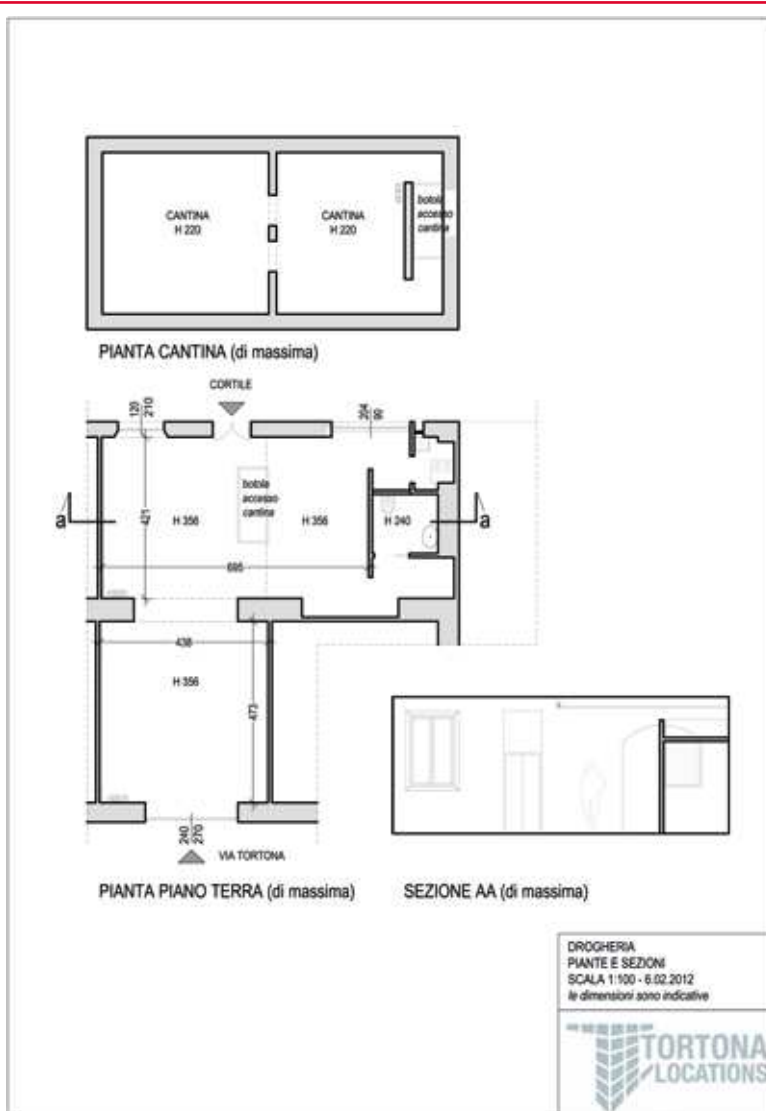 CANTINA
H 220
CANTINA
H 220
botola
accesso
cantina
PIANTA CANTINA (di massima)
CORTILE
120
210
204
90
botola
accesso
cantina
a
421
H 356
H 356
H 240
a
695
438
H 356
473
240
270
VIA TORTONA
PIANTA PIANO TERRA (di massima)
SEZIONE AA (di massima)
DROGHERIA
PIANTE E SEZIONI
SCALA 1:100 - 6.02.2012
le dimensioni sono indicative
TORTONA
LOCATIONS